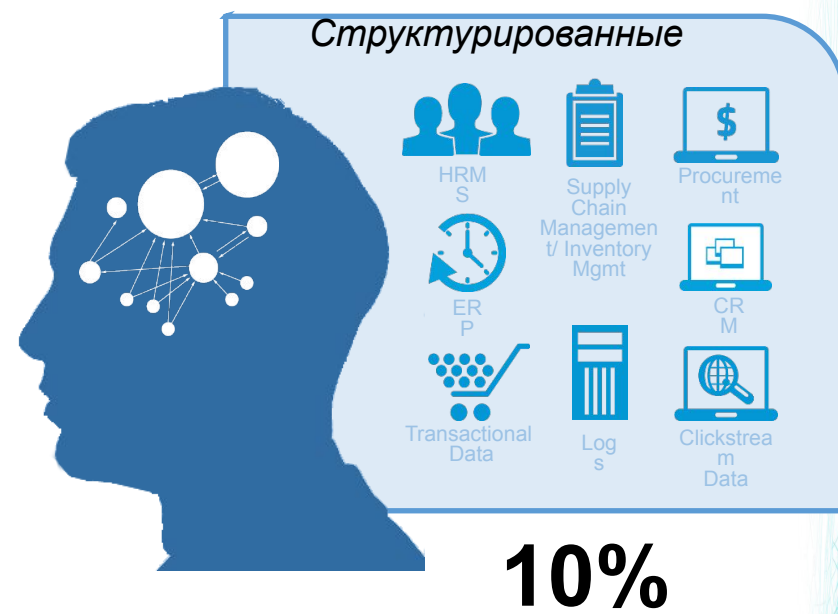 Структурированные
$
HRM
S
Supply
Chain
Managemen
t/ Inventory
Mgmt
Procureme
nt
ER
P
CR
M
Transactional
Data
Log
s
Clickstrea
m
Data
10%